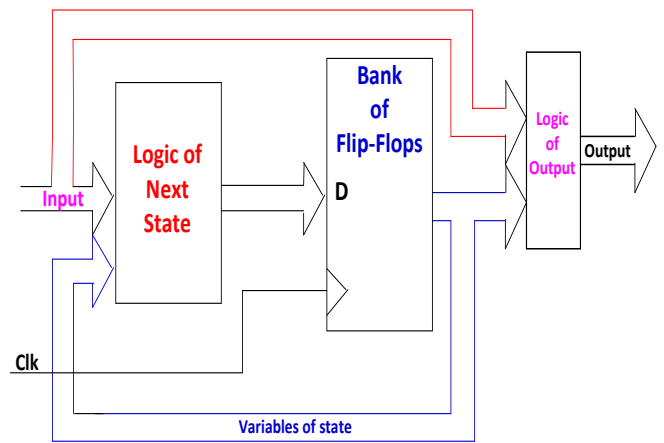 Bank
of
Flip-Flops
Logic of
Next
State
Logic
of
Output
Output
Input
D
Clk
Variables of state